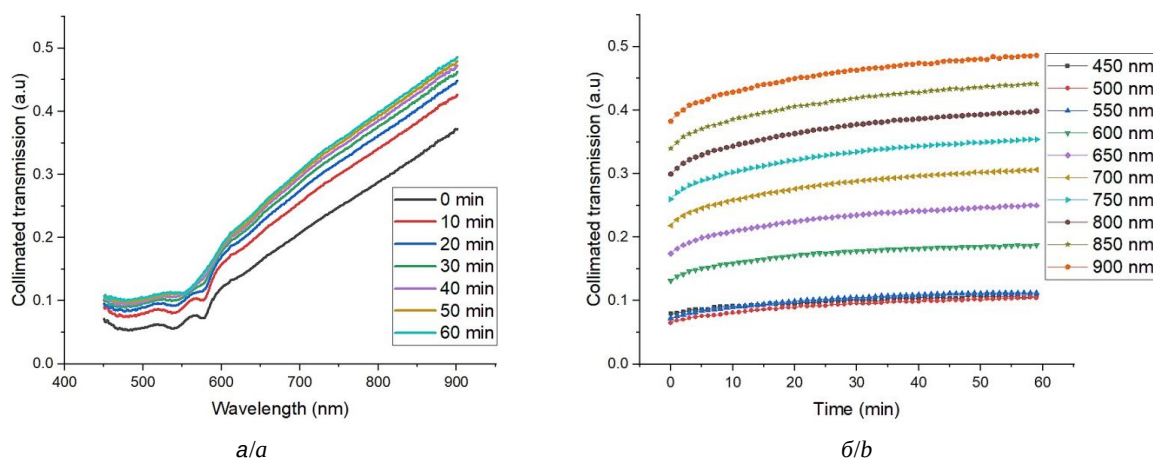 0.5
0.4
0.3
0.2
0.1
0.0
Collimated transmission (a.u)
400 500 600 700 800 900
Wavelength (nm)
0 min
10 min
20 min
30 min
40 min
50 min
60 min
а/a
0.5
0.4
0.3
0.2
0.1
0.0
Collimated transmission (a.u)
0 10 20 30 40 50 60
Time (min)
450 nm
500 nm
550 nm
600 nm
650 nm
700 nm
750 nm
800 nm
850 nm
900 nm
б/b